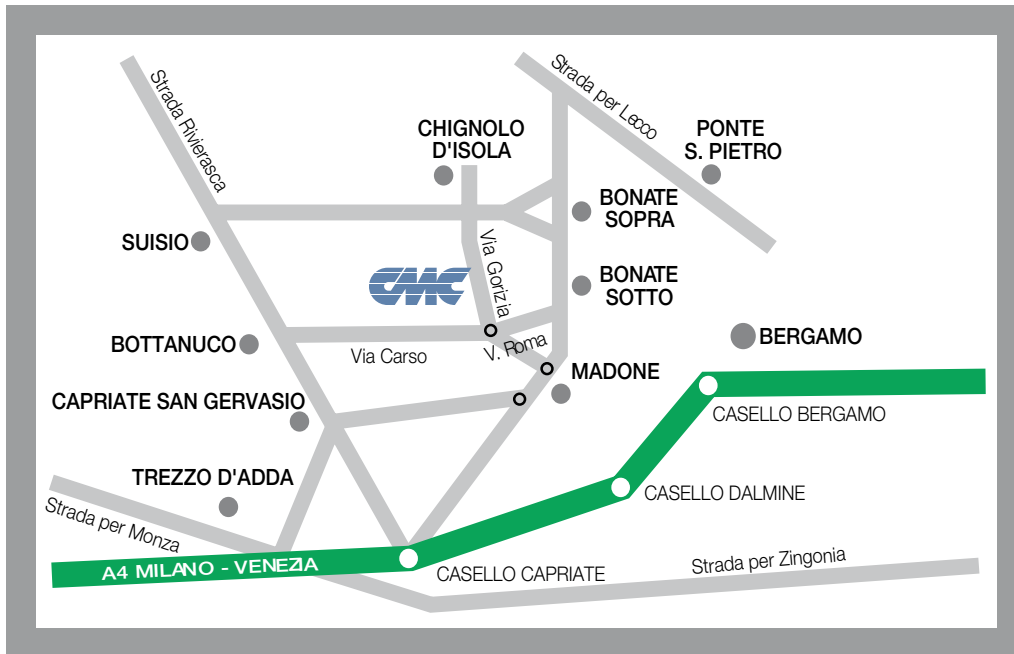 Strada Rivierasca
Strada per Lecco
CHIGNOLO
D'ISOLA
PONTE
S. PIETRO
BONATE
SOPRA
SUISIO
Via Gorizia
CMC
BONATE
SOTTO
BOTTANUCO
Via Carso
V. Roma
BERGAMO
MADONE
CAPRIATE SAN GERVASIO
CASELLO BERGAMO
TREZZO D'ADDA
CASELLO DALMINE
Strada per Monza
A4 MILANO - VENEZIA
CASELLO CAPRIATE
Strada per Zingonia